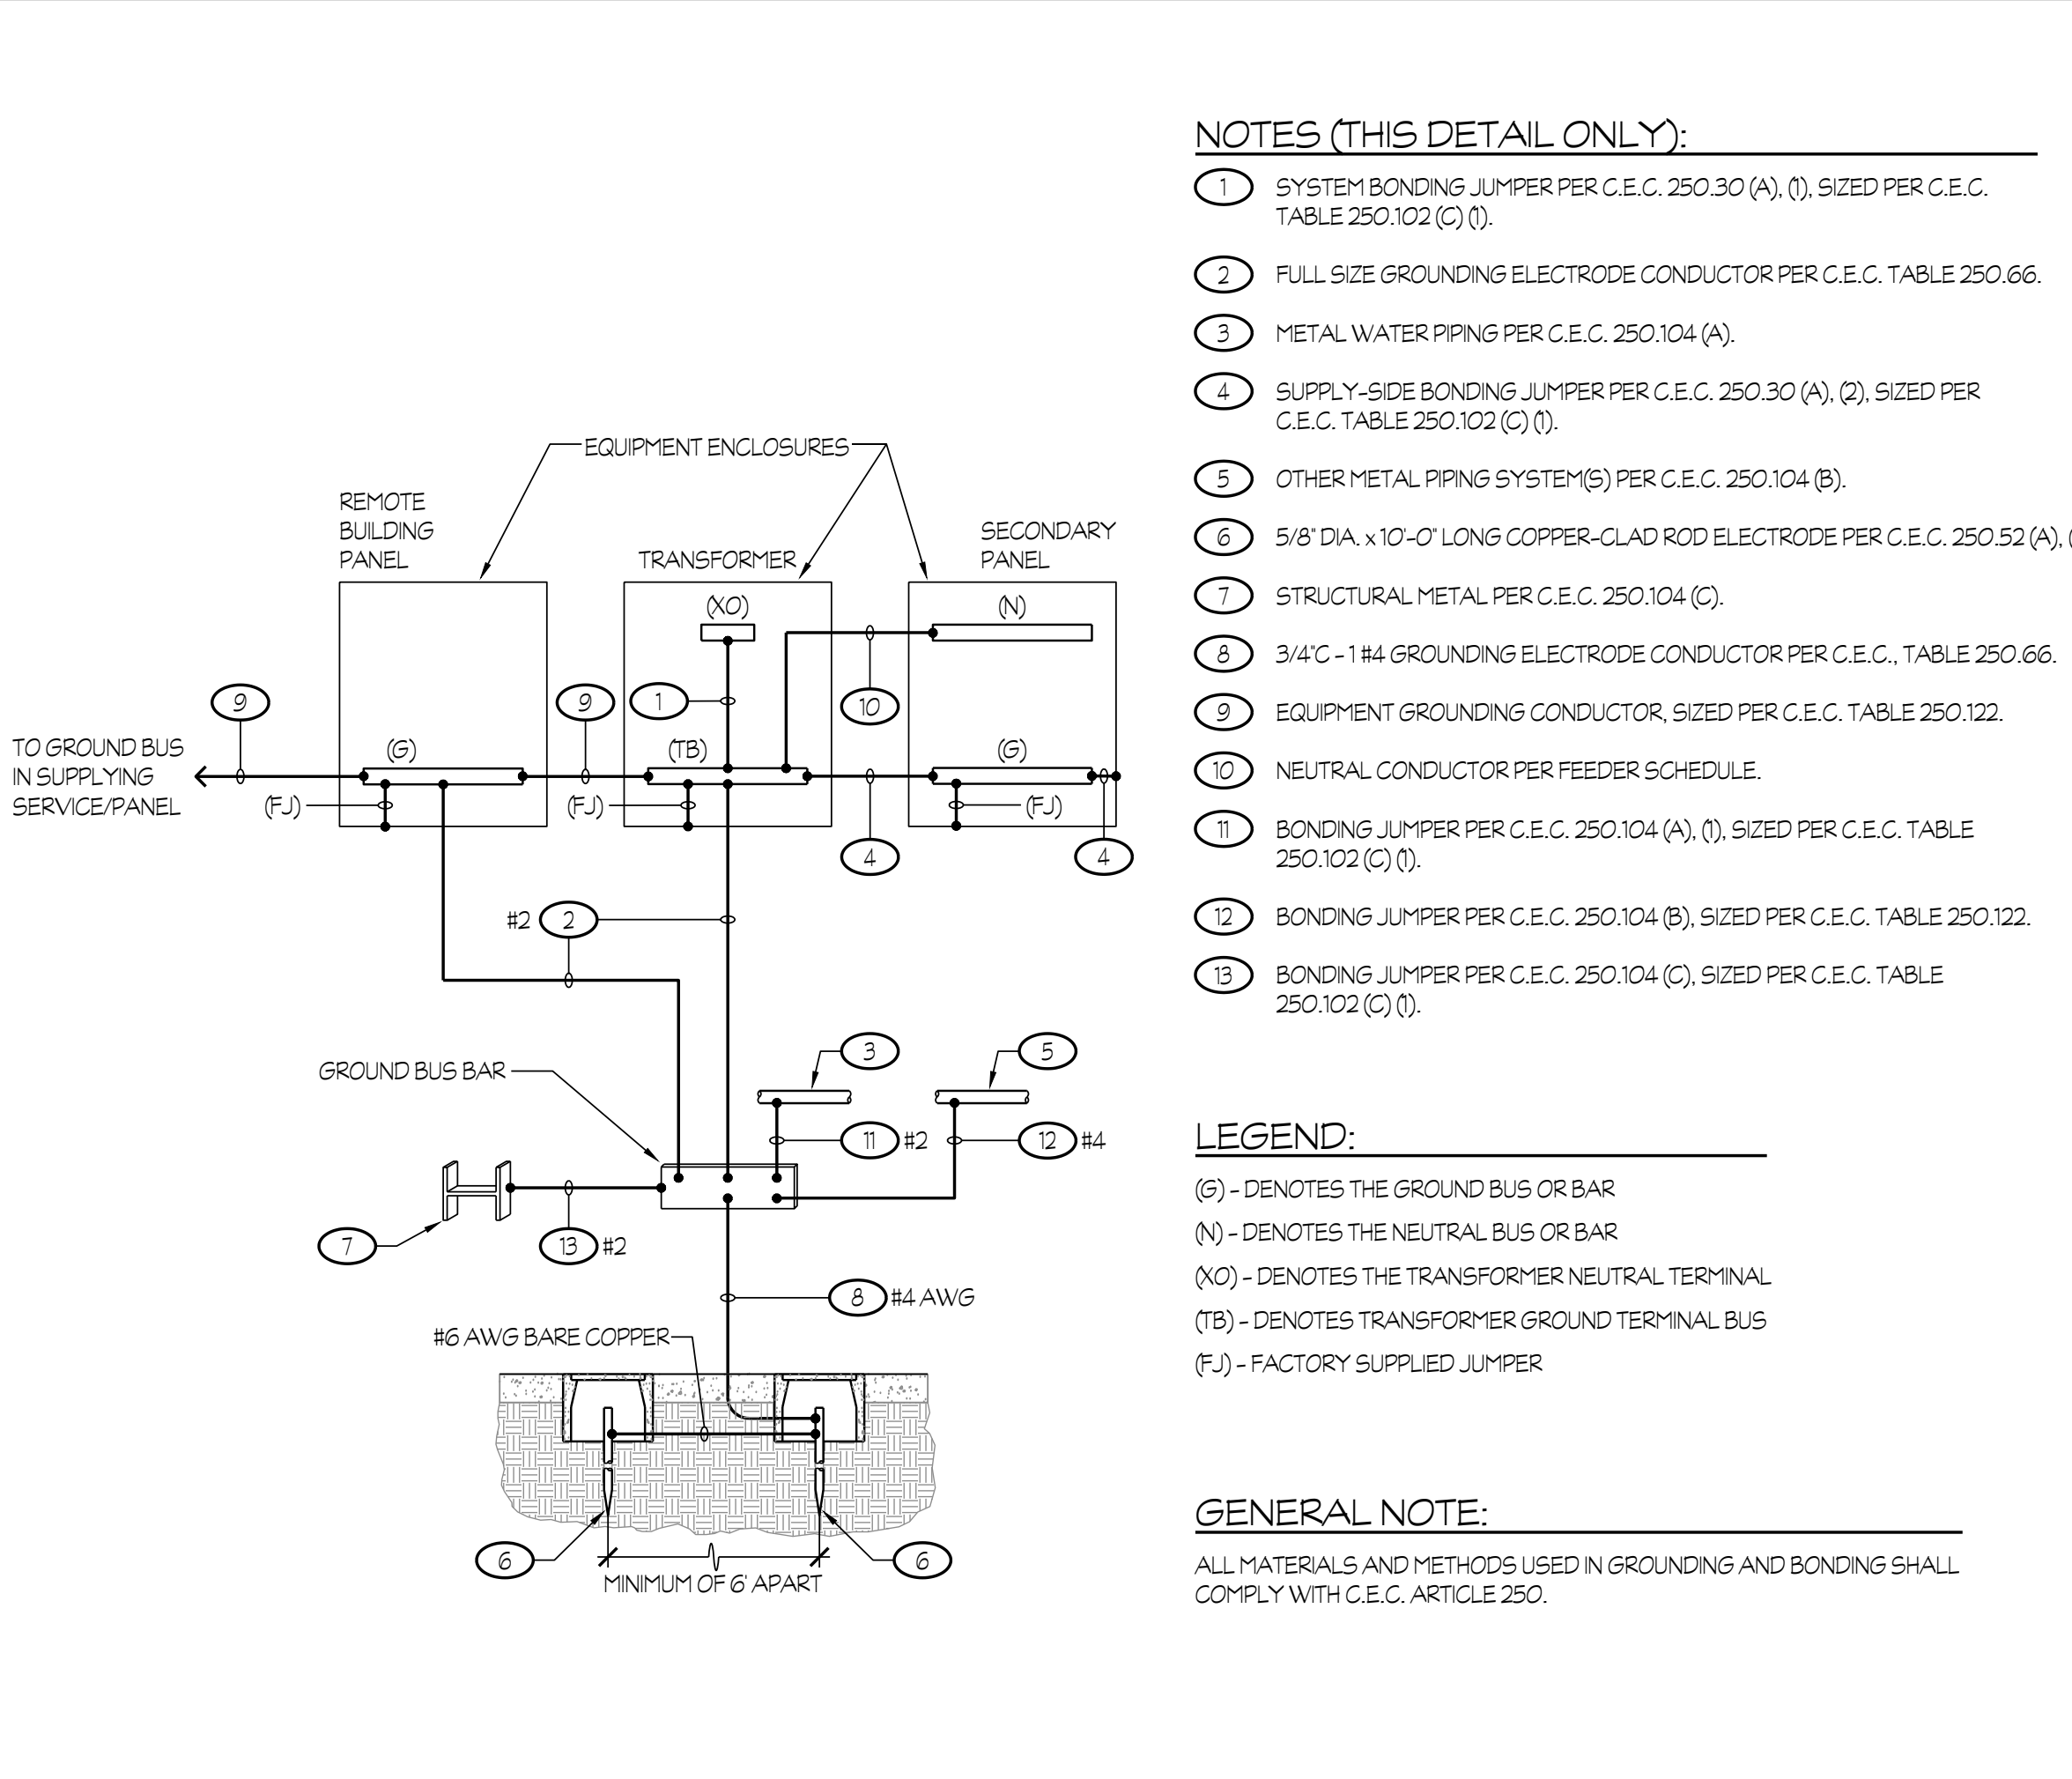 EQUIPMENT ENCLOSURES
REMOTE
BUILDING
PANEL
TRANSFORMER
SECONDARY
PANEL
(XO)
(N)
9
9
1
10
TO GROUND BUS
IN SUPPLYING
SERVICE/PANEL
(G)
(TB)
(G)
(FJ)
(FJ)
(FJ)
4
4
#2 2
GROUND BUS BAR
3
5
11 #2
12 #4
7
13 #2
8 #4 AWG
#6 AWG BARE COPPER
6
6
MINIMUM OF 6' APART
NOTES (THIS DETAIL ONLY):
1 SYSTEM BONDING JUMPER PER C.E.C. 250.30 (A), (1), SIZED PER C.E.C.
TABLE 250.102 (C) (1).
2 FULL SIZE GROUNDING ELECTRODE CONDUCTOR PER C.E.C. TABLE 250.66.
3 METAL WATER PIPING PER C.E.C. 250.104 (A).
4 SUPPLY-SIDE BONDING JUMPER PER C.E.C. 250.30 (A), (2), SIZED PER
C.E.C. TABLE 250.102 (C) (1).
5 OTHER METAL PIPING SYSTEM(S) PER C.E.C. 250.104 (B).
6 5/8" DIA. x 10'-0" LONG COPPER-CLAD ROD ELECTRODE PER C.E.C. 250.52 (A), (
7 STRUCTURAL METAL PER C.E.C. 250.104 (C).
8 3/4"C - 1 #4 GROUNDING ELECTRODE CONDUCTOR PER C.E.C., TABLE 250.66.
9 EQUIPMENT GROUNDING CONDUCTOR, SIZED PER C.E.C. TABLE 250.122.
10 NEUTRAL CONDUCTOR PER FEEDER SCHEDULE.
11 BONDING JUMPER PER C.E.C. 250.104 (A), (1), SIZED PER C.E.C. TABLE
250.102 (C) (1).
12 BONDING JUMPER PER C.E.C. 250.104 (B), SIZED PER C.E.C. TABLE 250.122.
13 BONDING JUMPER PER C.E.C. 250.104 (C), SIZED PER C.E.C. TABLE
250.102 (C) (1).
LEGEND:
(G) - DENOTES THE GROUND BUS OR BAR
(N) - DENOTES THE NEUTRAL BUS OR BAR
(XO) - DENOTES THE TRANSFORMER NEUTRAL TERMINAL
(TB) - DENOTES TRANSFORMER GROUND TERMINAL BUS
(FJ) - FACTORY SUPPLIED JUMPER
GENERAL NOTE:
ALL MATERIALS AND METHODS USED IN GROUNDING AND BONDING SHALL
COMPLY WITH C.E.C. ARTICLE 250.